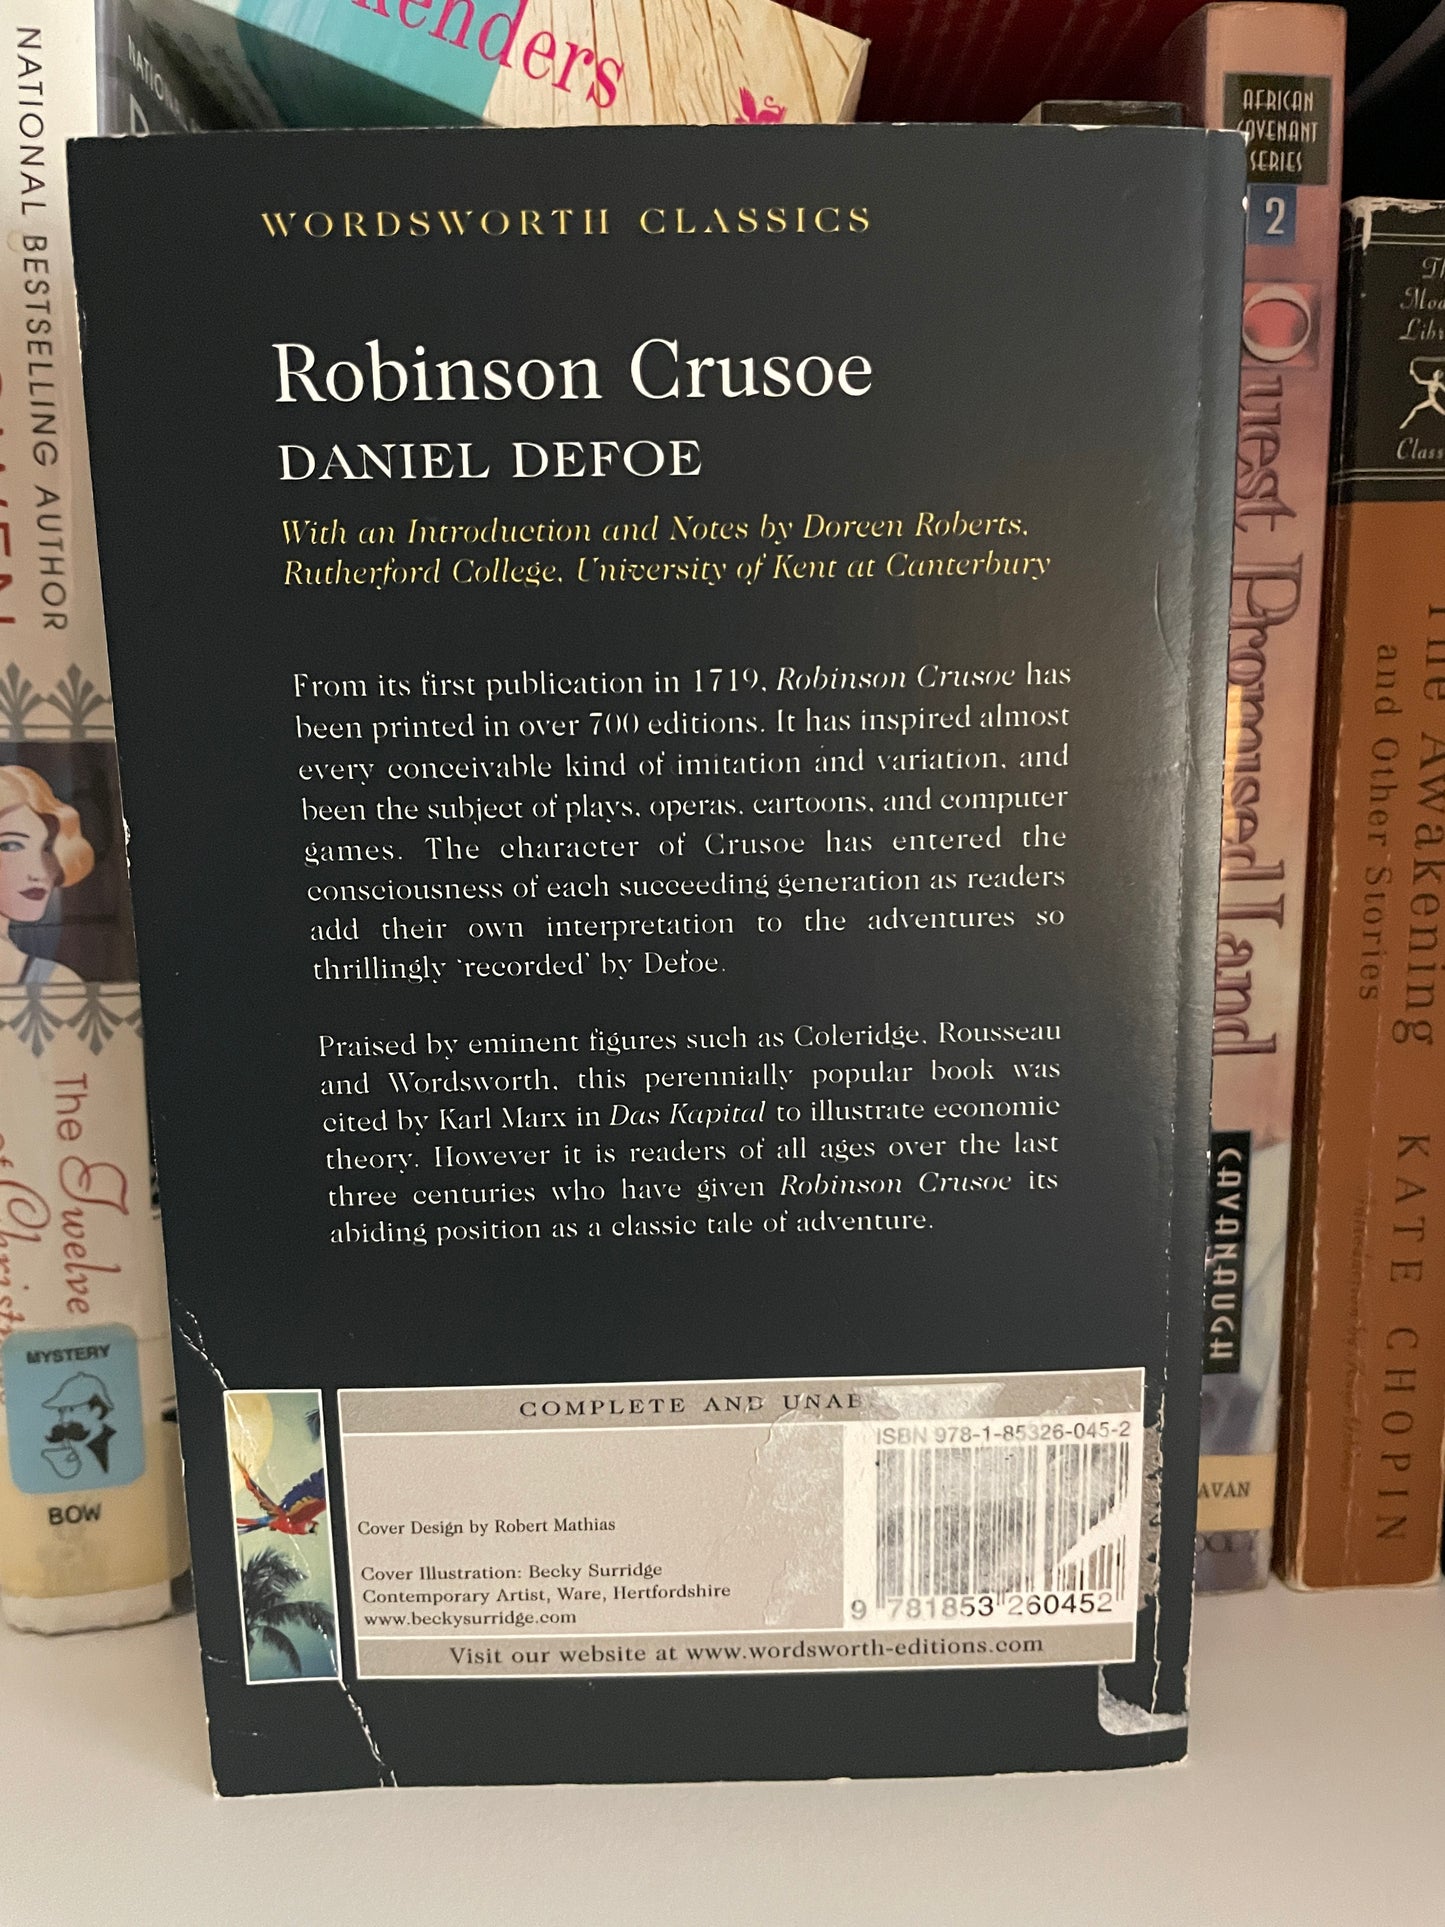 enders
NATIONAL BESTSELLING AUTHOR
NATIONAL
The Twelve
MYSTERY
BOW
WORDSWORTH CLASSICS
Robinson Crusoe
DANIEL DEFOE
With an Introduction and Notes by Doreen Roberts,
Rutherford College, University of Kent at Canterbury
From its first publication in 1719, Robinson Crusoe has
been printed in over 700 editions. It has inspired almost
every conceivable kind of imitation and variation, and
been the subject of plays, operas, cartoons, and computer
games. The character of Crusoe has entered the
consciousness of each succeeding generation as readers
add their own interpretation to the adventures so
thrillingly ‘recorded’ by Defoe.
Praised by eminent figures such as Coleridge, Rousseau
and Wordsworth, this perennially popular book was
cited by Karl Marx in Das Kapital to illustrate economic
theory. However it is readers of all ages over the last
three centuries who have given Robinson Crusoe its
abiding position as a classic tale of adventure.
COMPLETE AND UNAB
ISBN 978-1-85326-045-2
Cover Design by Robert Mathias
Cover Illustration: Becky Surridge
Contemporary Artist, Ware, Hertfordshire
www.beckysurridge.com
9 781853 260452
Visit our website at www.wordsworth-editions.com
AFRICAN
COVENANT
SERIES
2
Quest Promised Land
CAVANAUGH
AVAN
The Awakening
and Other Stories
KATE CHOPIN